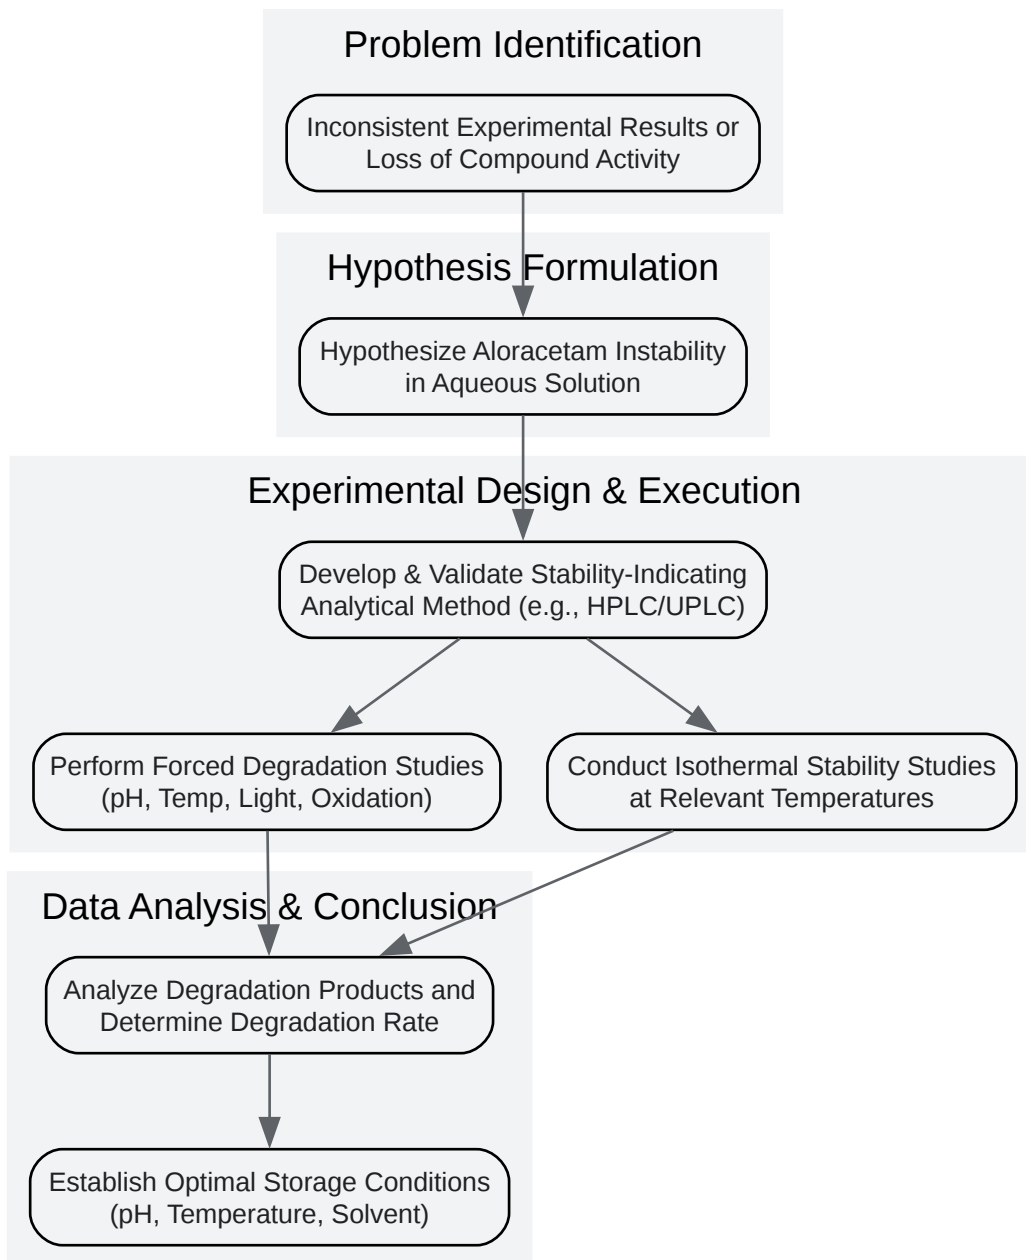 Problem Identification
Inconsistent Experimental Results or
Loss of Compound Activity
Hypothesis Formulation
Hypothesize Aloracetam Instability
in Aqueous Solution
Experimental Design & Execution
Develop & Validate Stability-Indicating
Analytical Method (e.g., HPLC/UPLC)
Perform Forced Degradation Studies
(pH, Temp, Light, Oxidation)
Conduct Isothermal Stability Studies
at Relevant Temperatures
Data Analysis & Conclusion
Analyze Degradation Products and
Determine Degradation Rate
Establish Optimal Storage Conditions
(pH, Temperature, Solvent)